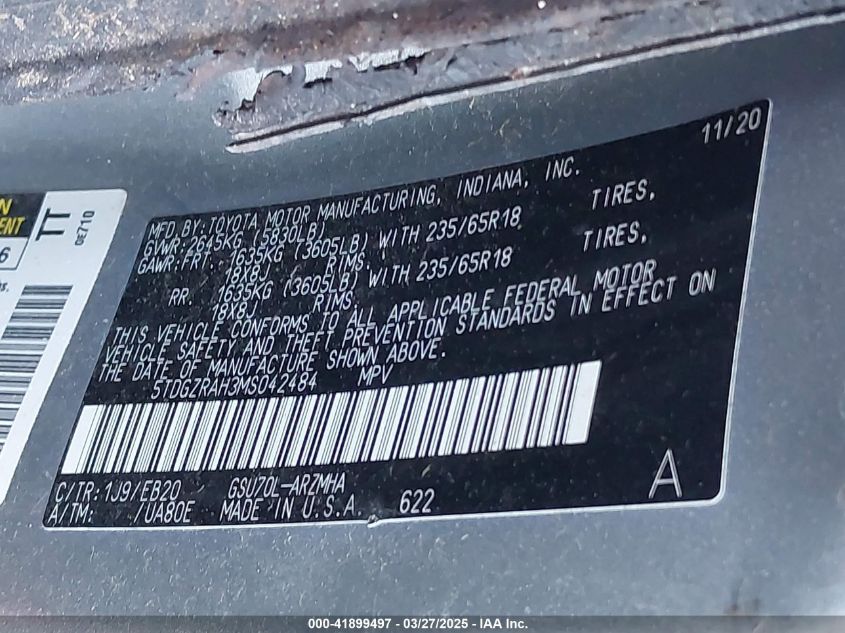 11/20
MFD BY:TOYOTA MOTOR MANUFACTURING, INDIANA, INC.
GVWR:2645KG (5830LB)
GAWR:FRT. 1635KG (3605LB) WITH 235/65R18 TIRES,
18X8J RIMS
RR. 1635KG (3605LB) WITH 235/65R18 TIRES,
18X8J RIMS
THIS VEHICLE CONFORMS TO ALL APPLICABLE FEDERAL MOTOR
VEHICLE SAFETY AND THEFT PREVENTION STANDARDS IN EFFECT ON
THE DATE OF MANUFACTURE SHOWN ABOVE.
5TDGZRAH3MS042484 MPV
C/TR: 1J9/EB20 GSU70L-ARZMHA
A/TM: /UA80E MADE IN U.S.A. 622
A
TT
0E710
000-41899497 - 03/27/2025 - IAA Inc.